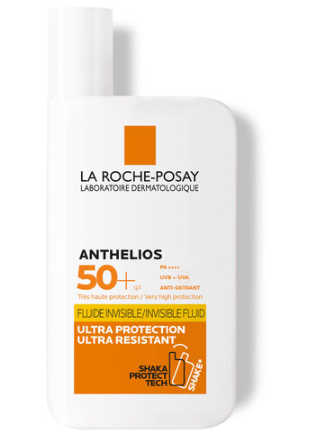 LA ROCHE-POSAY
LABORATOIRE DERMATOLOGIQUE
ANTHELIOS
50+ spf
PA++++
UVB + UVA
ANTI-OXYDANT
Très haute protection / Very high protection
FLUIDE INVISIBLE/INVISIBLE FLUID
ULTRA PROTECTION
ULTRA RESISTANT
SHAKA
PROTECT
TECH
SHAKE+